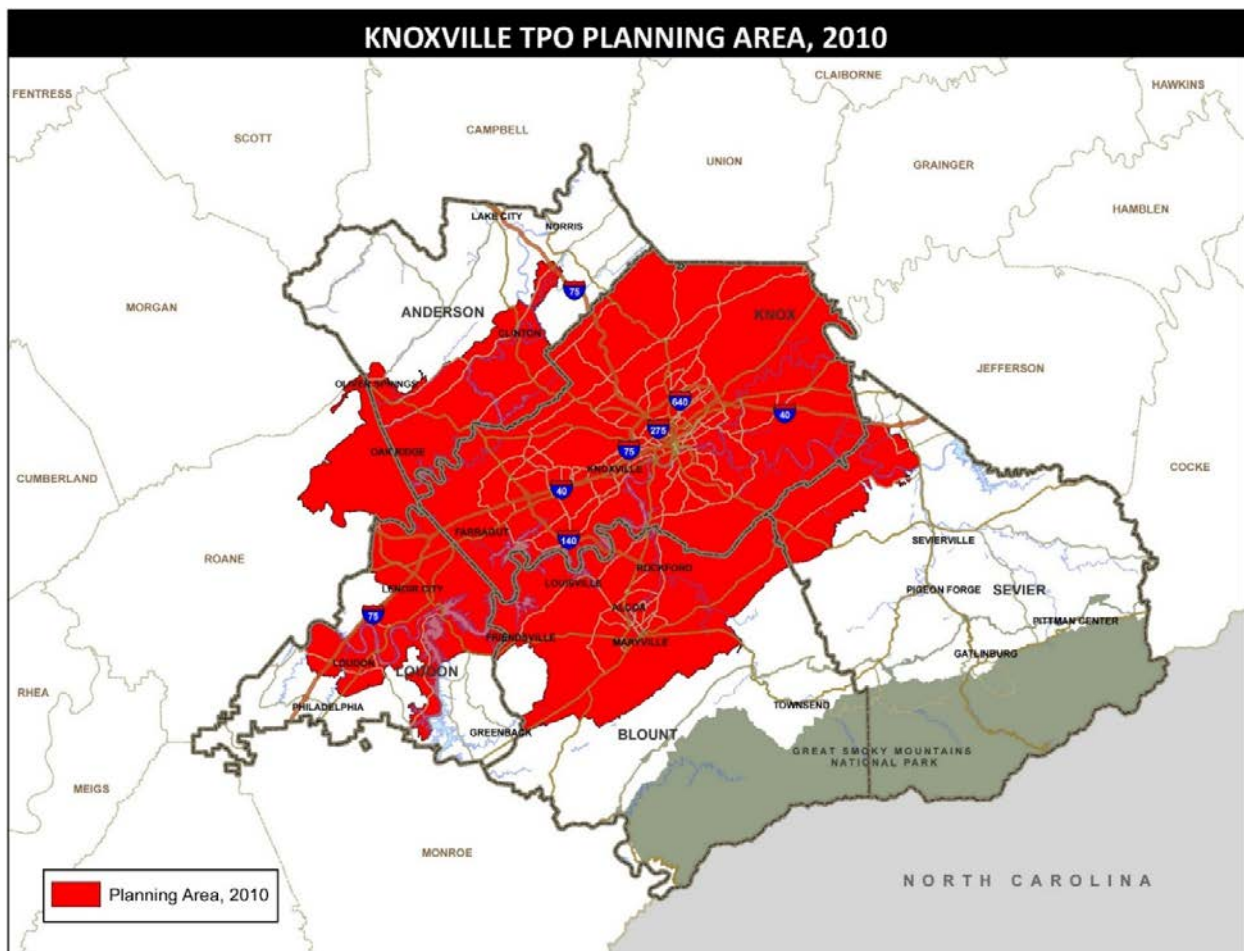 KNOXVILLE TPO PLANNING AREA, 2010
CLAIBORNE
HAWKINS
FENTRESS
SCOTT
CAMPBELL
UNION
GRAINGER
HAMBLEN
LAKE CITY
NORRIS
75
MORGAN
ANDERSON
KNOX
CLINTON
JEFFERSON
OLIVER SPRINGS
640
40
275
OAK RIDGE
75
KNOXVILLE
COCKE
CUMBERLAND
40
FARRAGUT
140
SEVIERVILLE
ROANE
ROCKFORD
LOUISVILLE
LENOIR CITY
PIGEON FORGE
SEVIER
75
ALCOA
PITTMAN CENTER
FRIENDSVILLE
MARYVILLE
GATLINBURG
LOUDON
LOUDON
RHEA
PHILADELPHIA
TOWNSEND
GREENBACK
BLOUNT
GREAT SMOKY MOUNTAINS
NATIONAL PARK
MEIGS
MONROE
NORTH CAROLINA
Planning Area, 2010